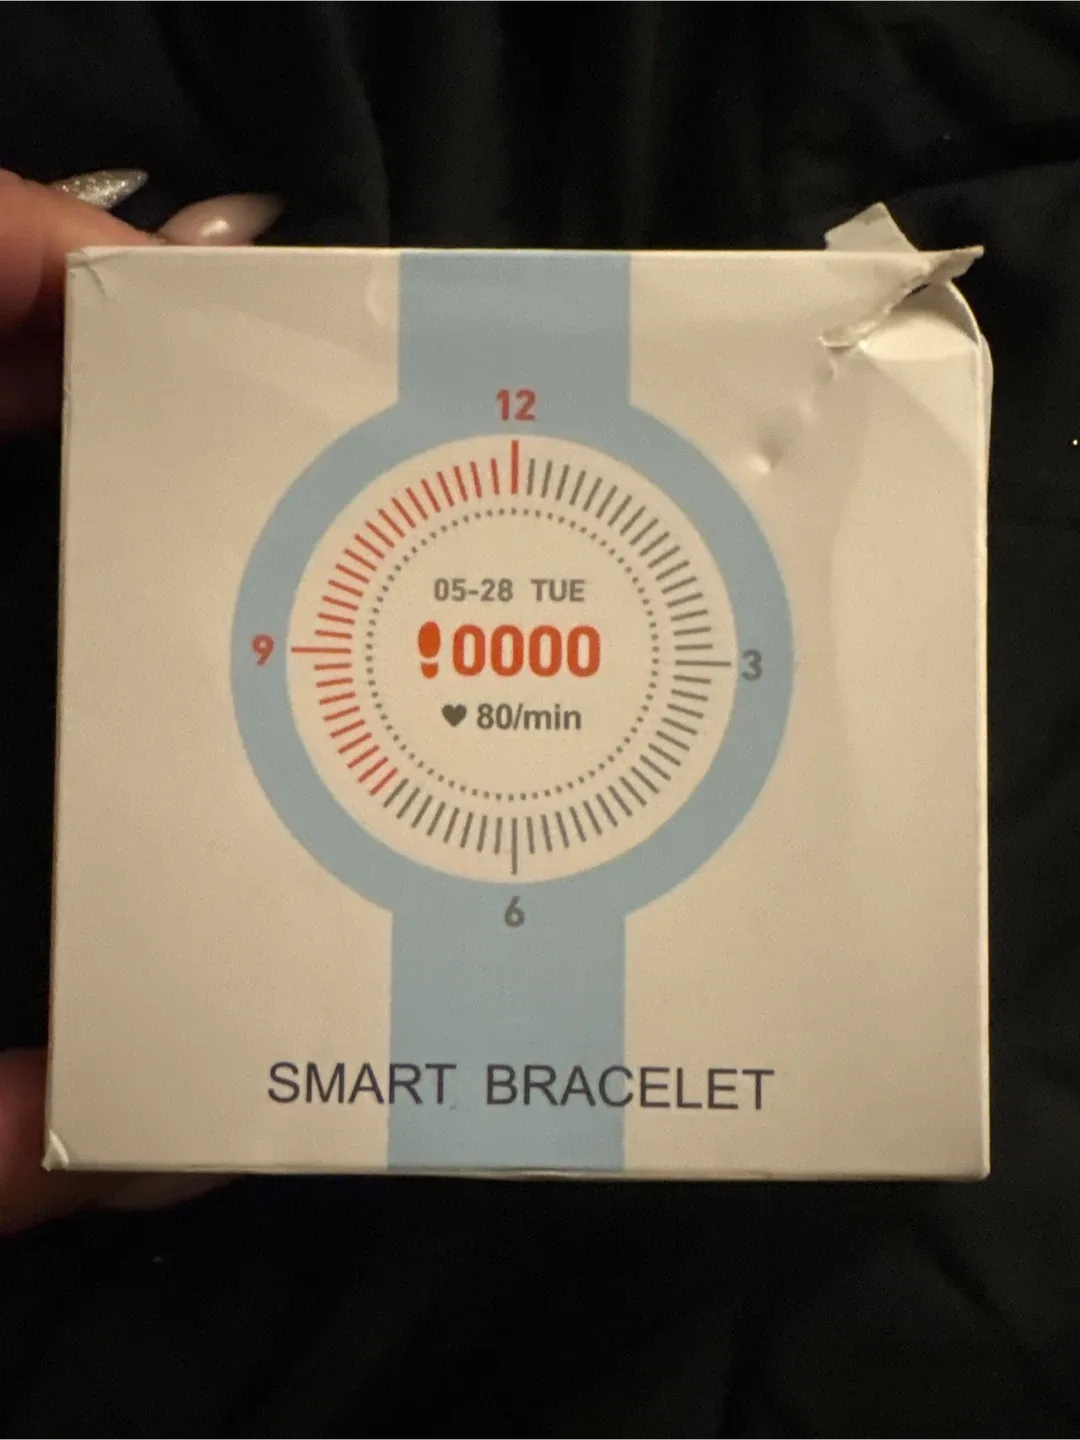 12
05-28 TUE
0000
9
3
80/min
6
SMART BRACELET